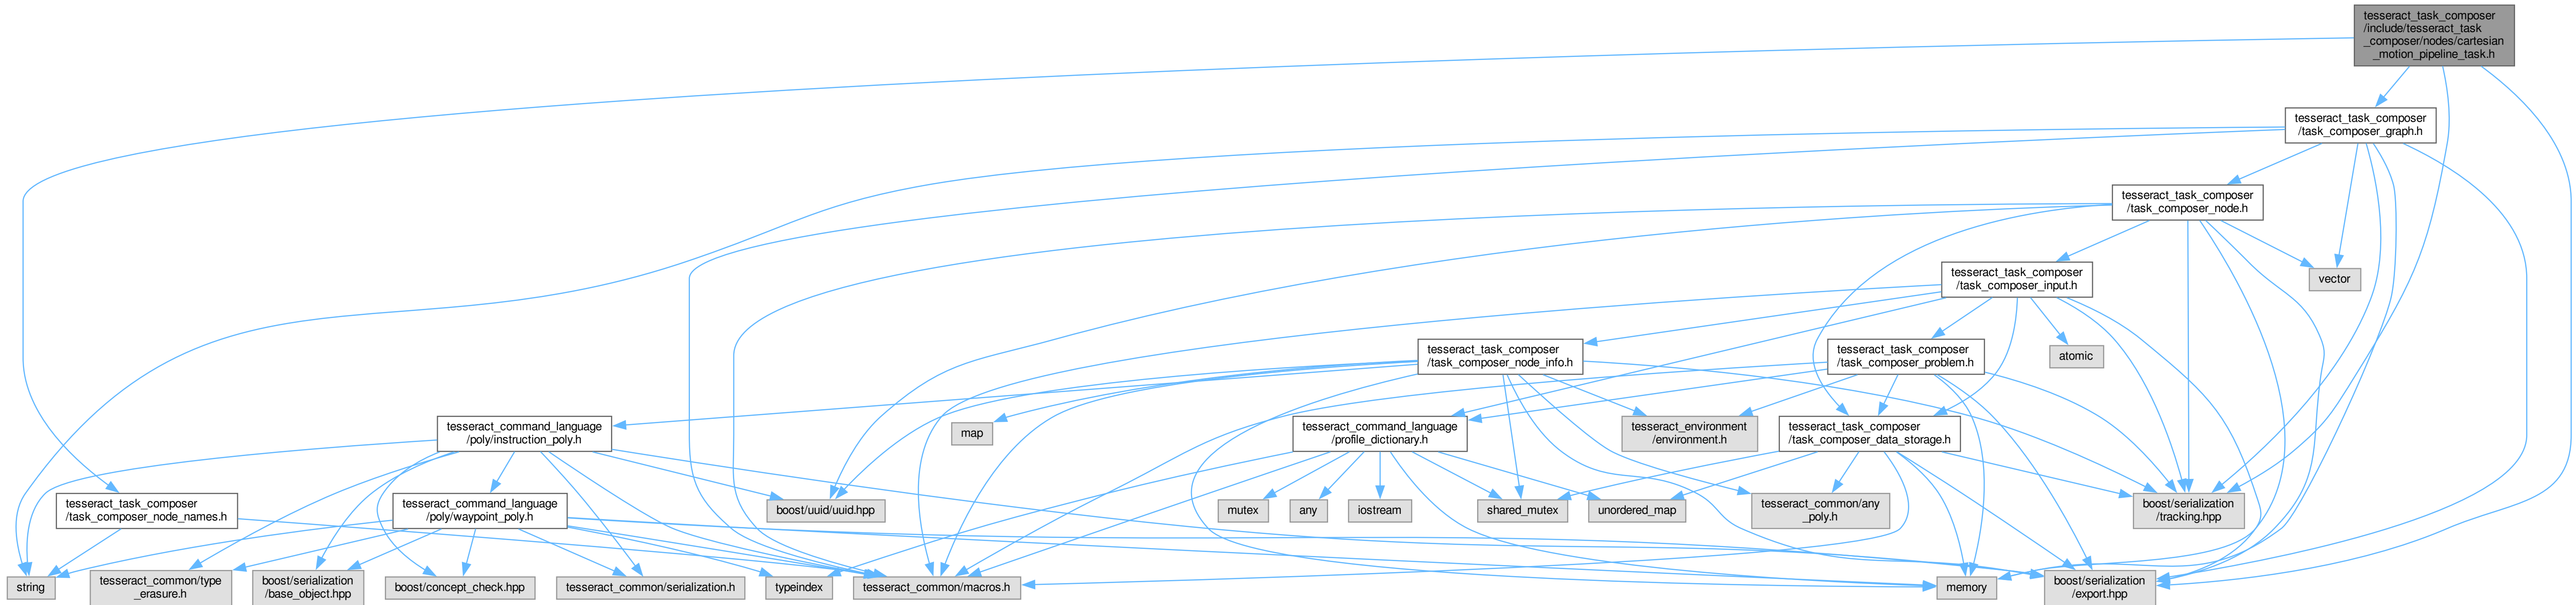 tesseract_task_composer
/include/tesseract_task
_composer/nodes/cartesian
_motion_pipeline_task.h
tesseract_task_composer
/task_composer_graph.h
tesseract_task_composer
/task_composer_node.h
tesseract_task_composer
/task_composer_input.h
vector
tesseract_task_composer
/task_composer_node_info.h
tesseract_task_composer
/task_composer_problem.h
atomic
tesseract_command_language
/poly/instruction_poly.h
map
tesseract_command_language
/profile_dictionary.h
tesseract_environment
/environment.h
tesseract_task_composer
/task_composer_data_storage.h
tesseract_task_composer
/task_composer_node_names.h
tesseract_command_language
/poly/waypoint_poly.h
boost/uuid/uuid.hpp
mutex
any
iostream
shared_mutex
unordered_map
tesseract_common/any
_poly.h
boost/serialization
/tracking.hpp
string
tesseract_common/type
_erasure.h
boost/serialization
/base_object.hpp
boost/concept_check.hpp
tesseract_common/serialization.h
typeindex
tesseract_common/macros.h
memory
boost/serialization
/export.hpp